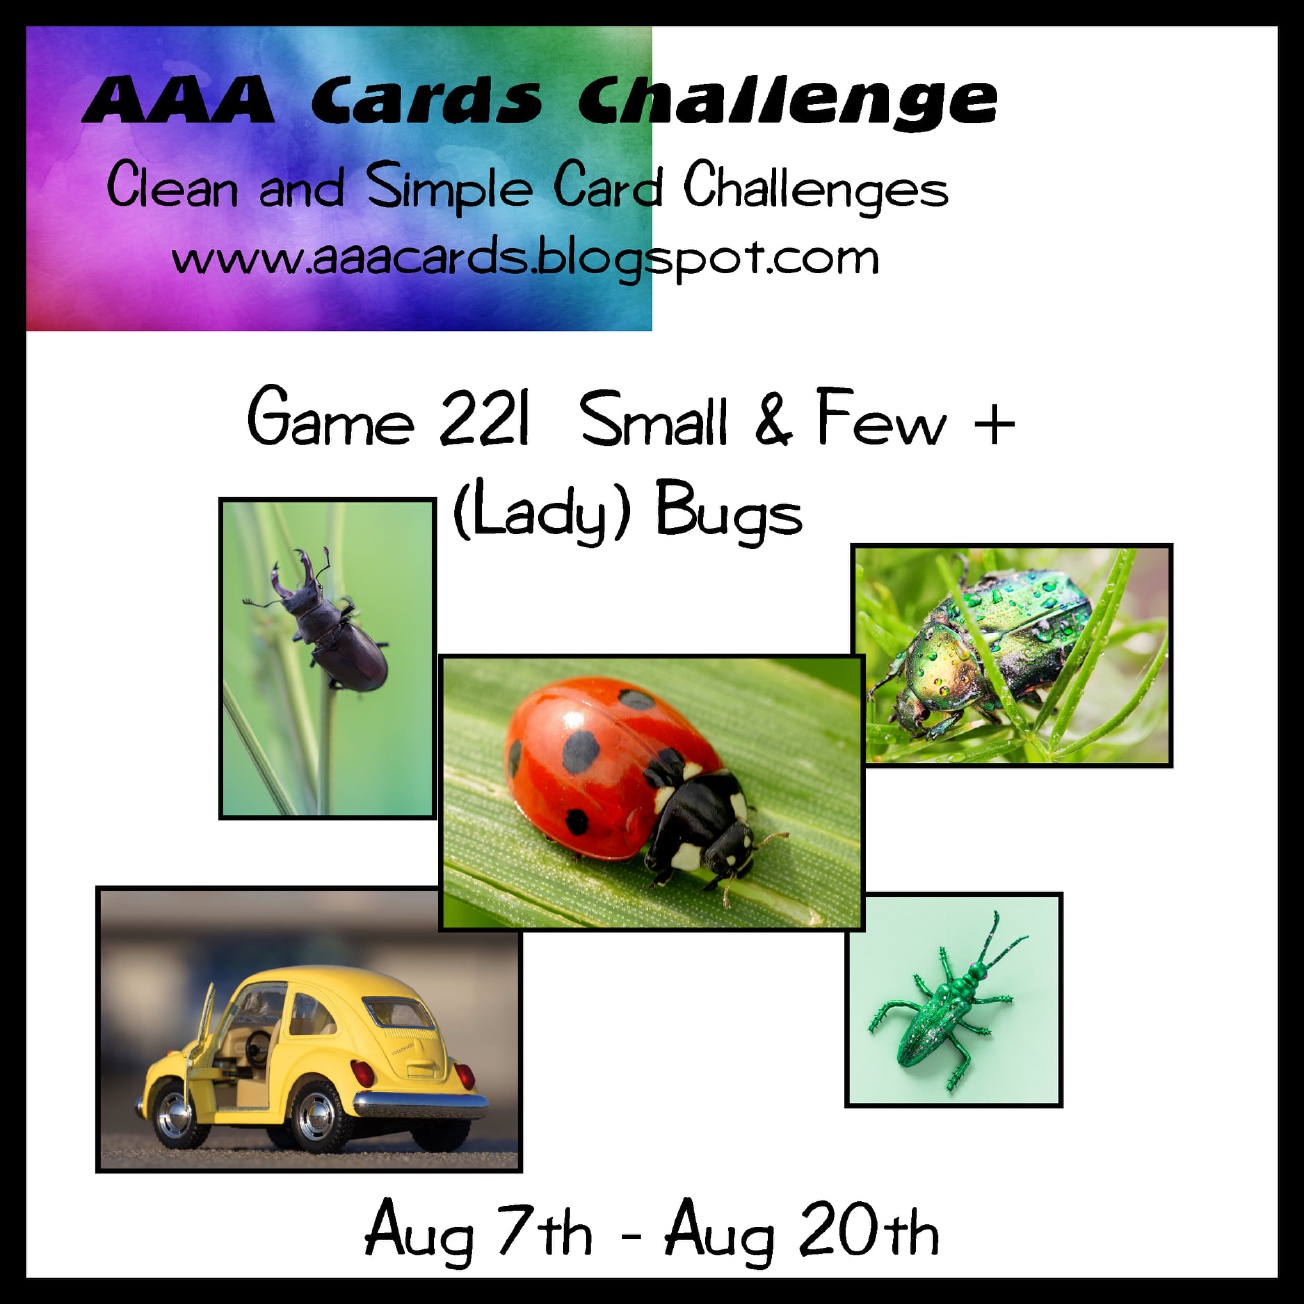 AAA Cards Challenge
Clean and Simple Card Challenges
www.aaacards.blogspot.com
Game 221 Small & Few +
(Lady) Bugs
Aug 7th - Aug 20th